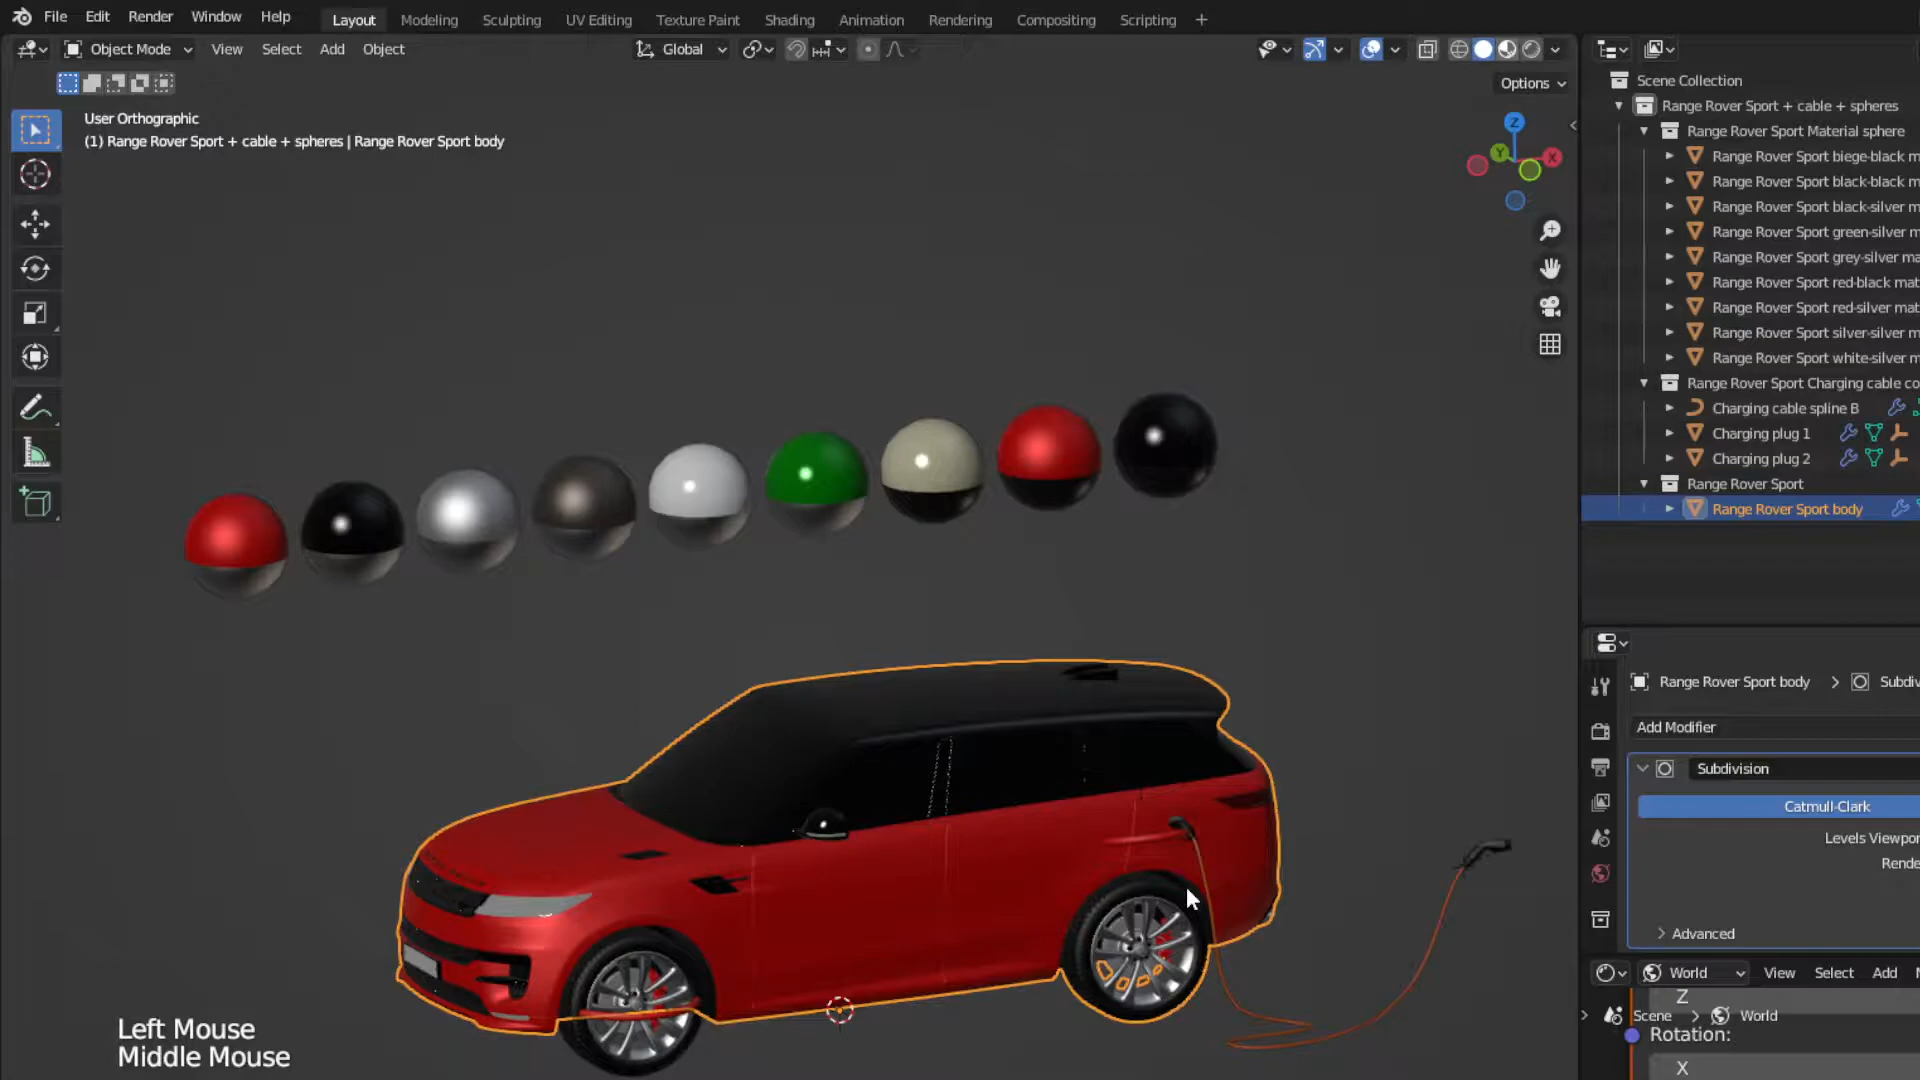 File Edit Render Window Help Layout Modeling Sculpting UV Editing Texture Paint Shading Animation Rendering Compositing Scripting +
Object Mode View Select Add Object Global
Options
User Orthographic
(1) Range Rover Sport + cable + spheres | Range Rover Sport body
Z
Y
X
Scene Collection
Range Rover Sport + cable + spheres
Range Rover Sport Material sphere
Range Rover Sport biege-black m
Range Rover Sport black-black m
Range Rover Sport black-silver m
Range Rover Sport green-silver m
Range Rover Sport grey-silver ma
Range Rover Sport red-black mat
Range Rover Sport red-silver mat
Range Rover Sport silver-silver m
Range Rover Sport white-silver m
Range Rover Sport Charging cable co
Charging cable spline B
Charging plug 1
Charging plug 2
Range Rover Sport
Range Rover Sport body
Range Rover Sport body > Subdiv
Add Modifier
Subdivision
Catmull-Clark
Levels Viewpor
Rende
Advanced
World View Select Add
Z
Scene > World
Rotation:
X
Left Mouse
Middle Mouse